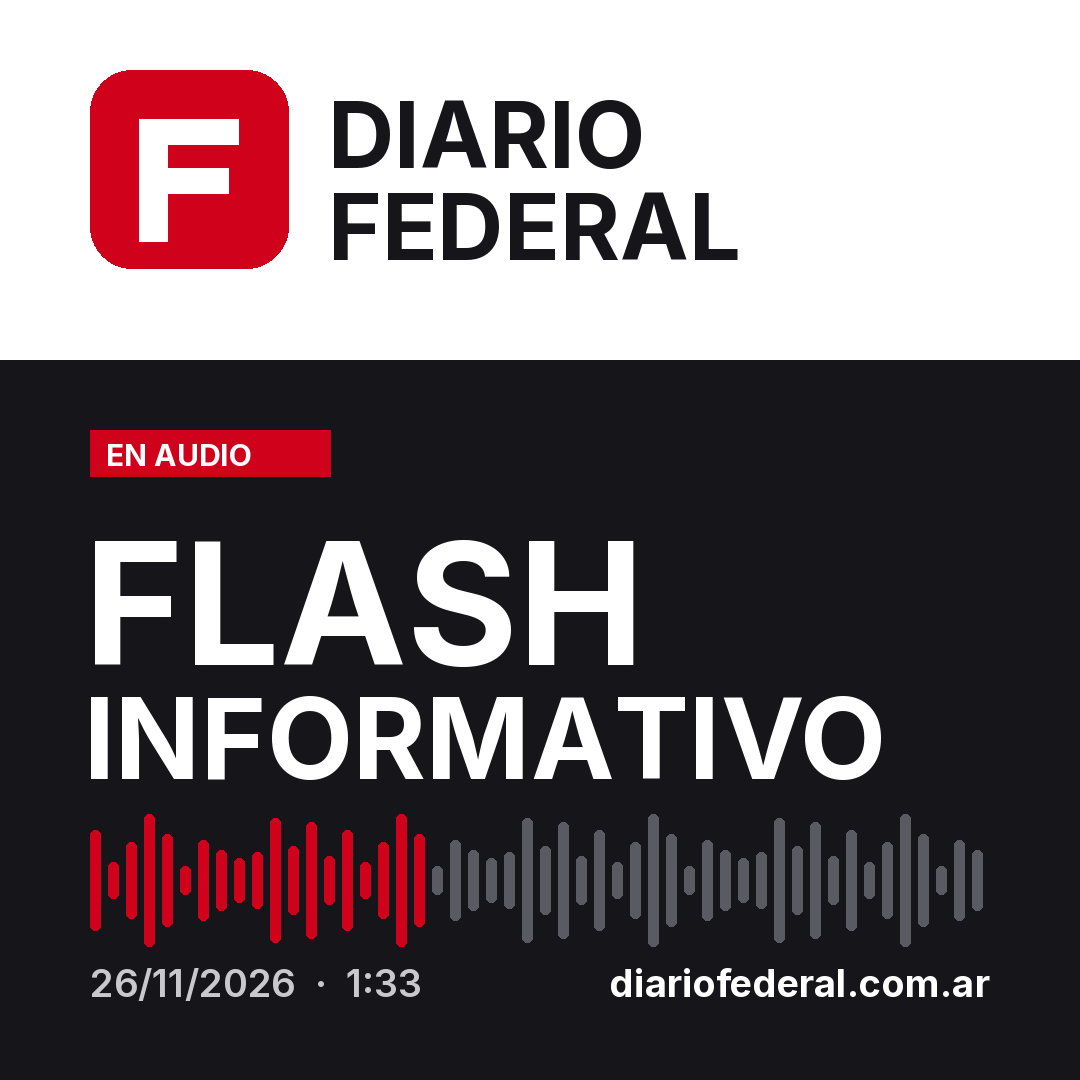 F
DIARIO
FEDERAL
EN AUDIO
FLASH
INFORMATIVO
26/11/2026 · 1:33
diariofederal.com.ar